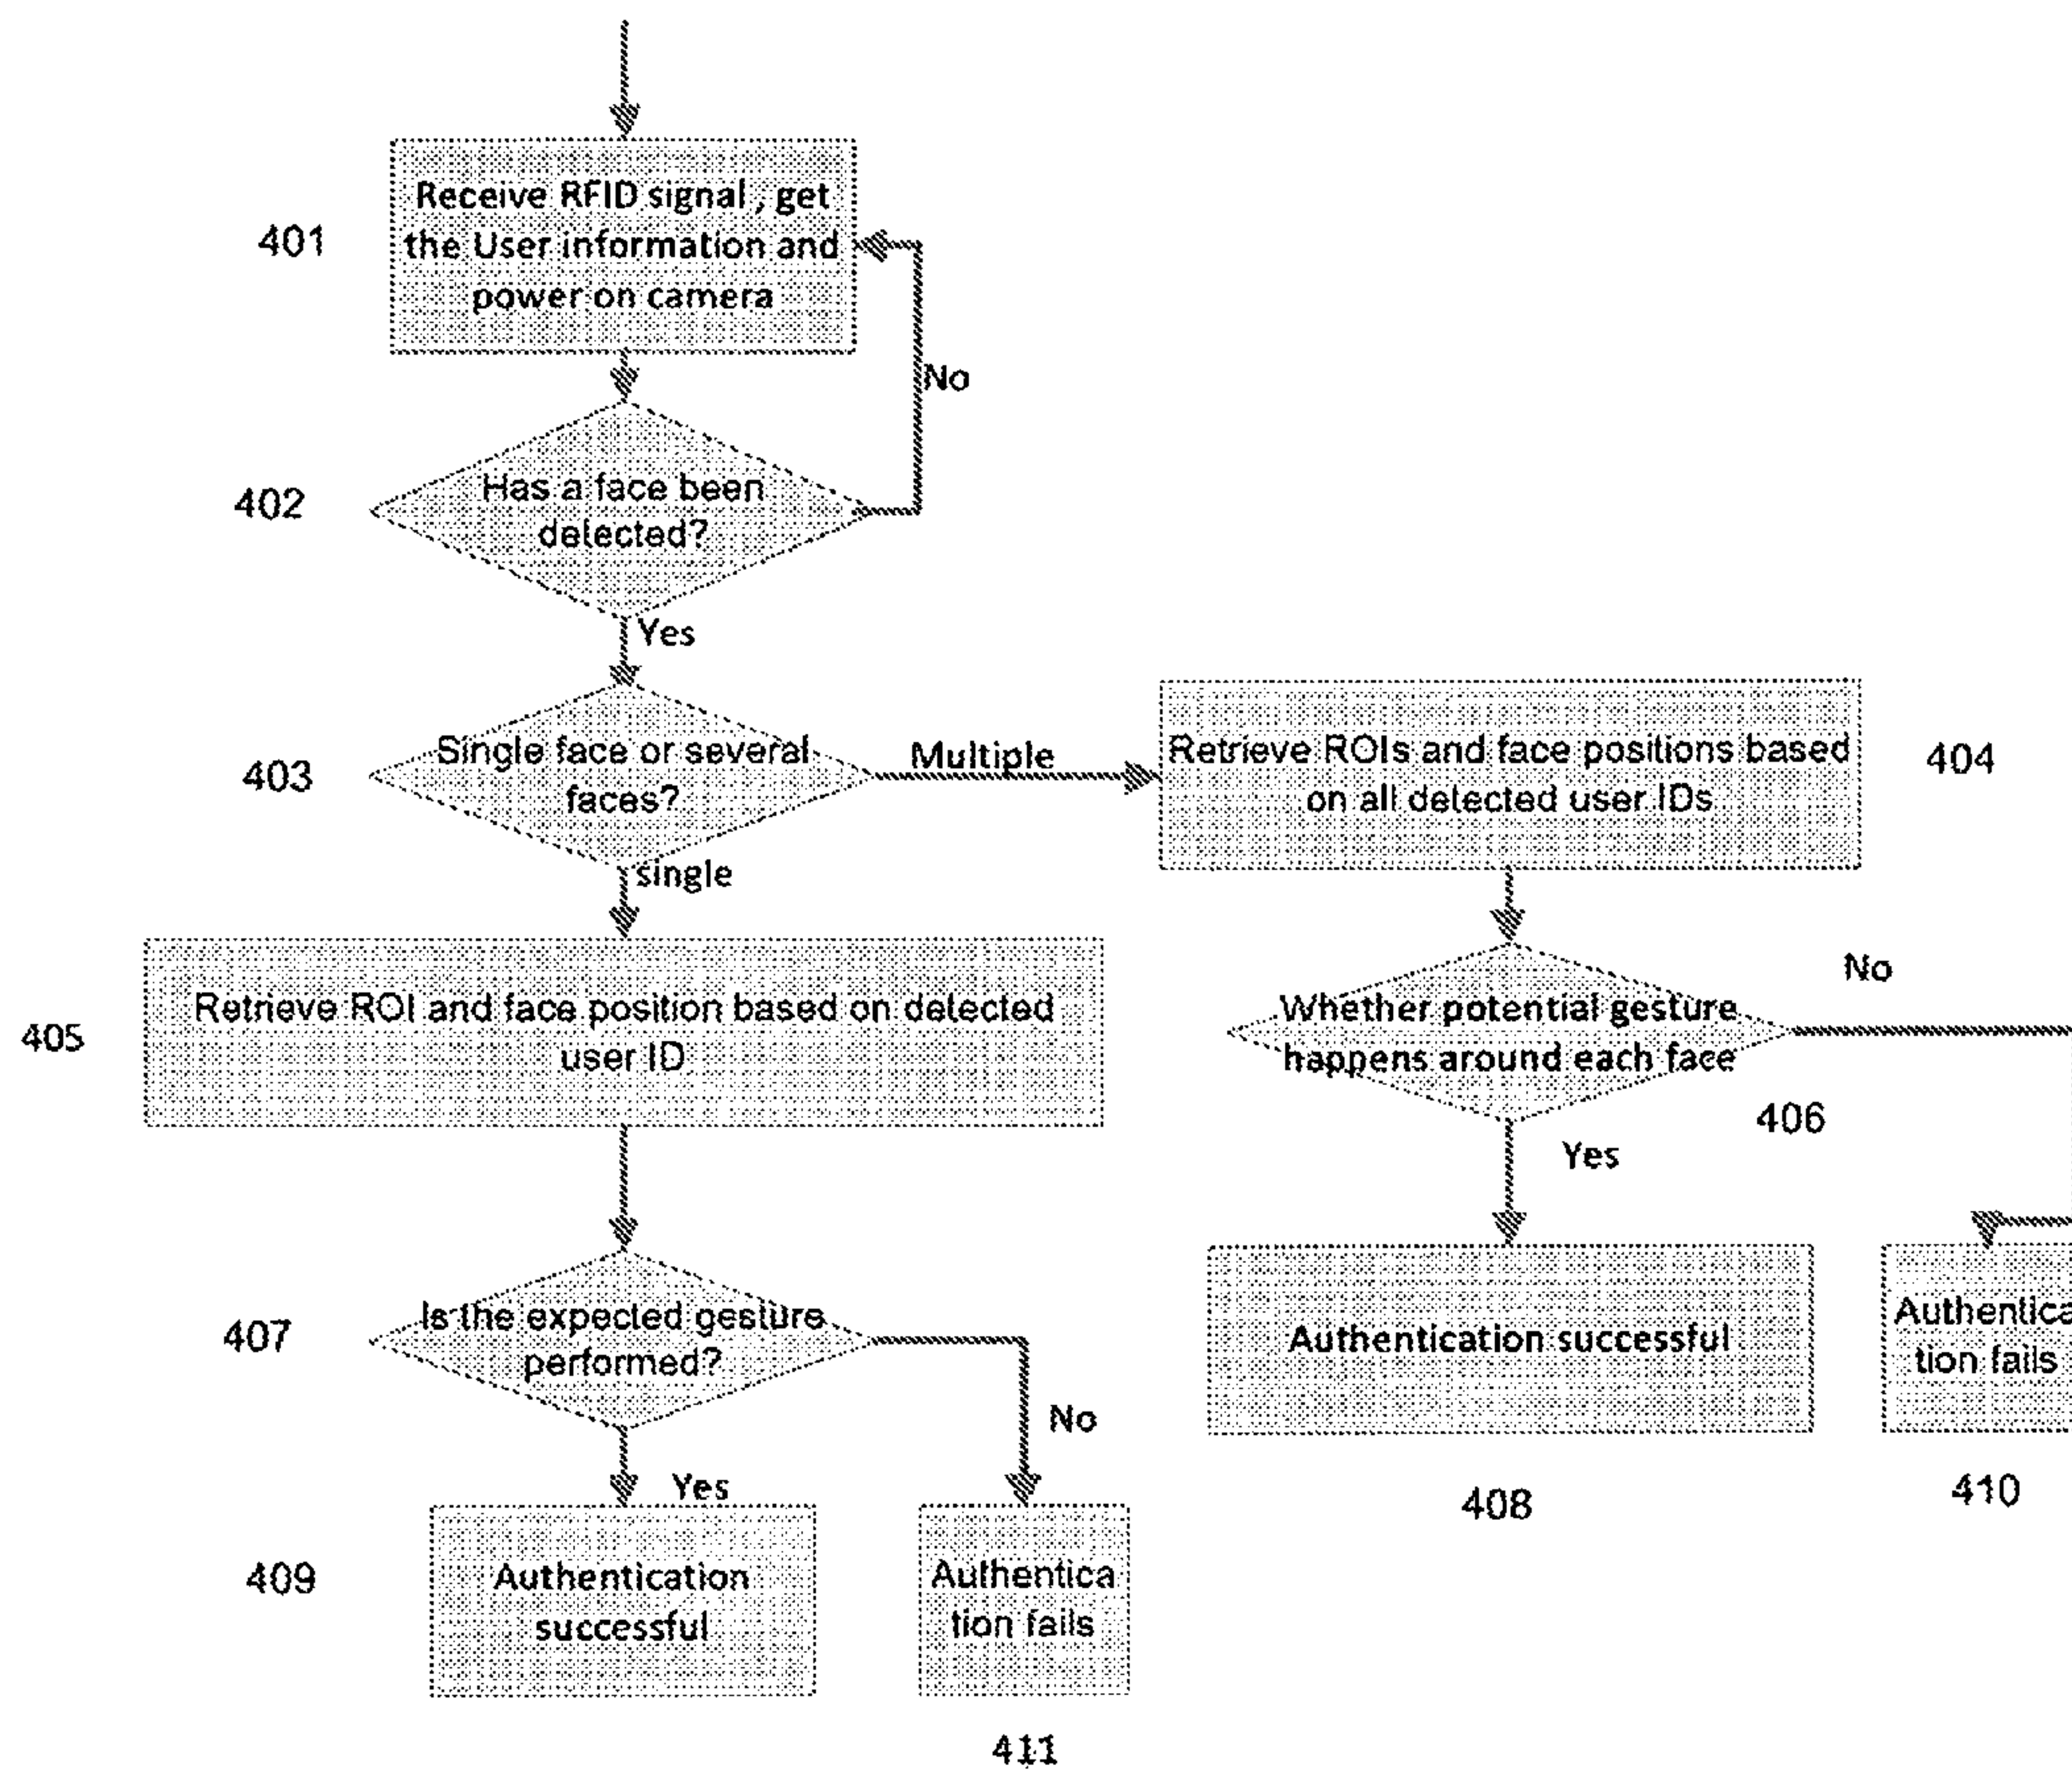 Receive RFID signal , get
the User information and
power on camera
401
No
Has a face been
detected?
402
Yes
Single face or several
faces?
403
Multiple
Retrieve ROIs and face positions based
on all detected user IDs
404
single
Retrieve ROI and face position based on detected
user ID
405
Whether potential gesture
happens around each face
No
406
Yes
Is the expected gesture
performed?
407
No
Yes
Authentication successful
408
Authentica
tion fails
410
Authentication
successful
409
Authentica
tion fails
411